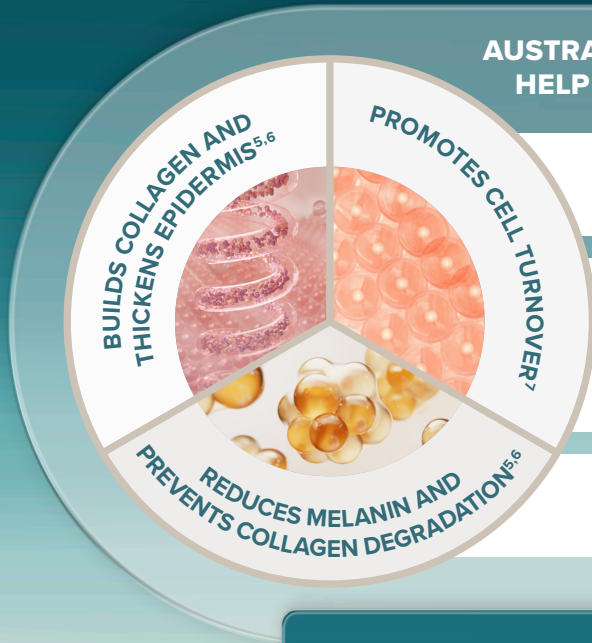 AUSTRA
HELP
BUILDS COLLAGEN AND
THICKENS EPIDERMIS5,6
PROMOTES CELL TURNOVER7
REDUCES MELANIN AND
PREVENTS COLLAGEN DEGRADATION5,6